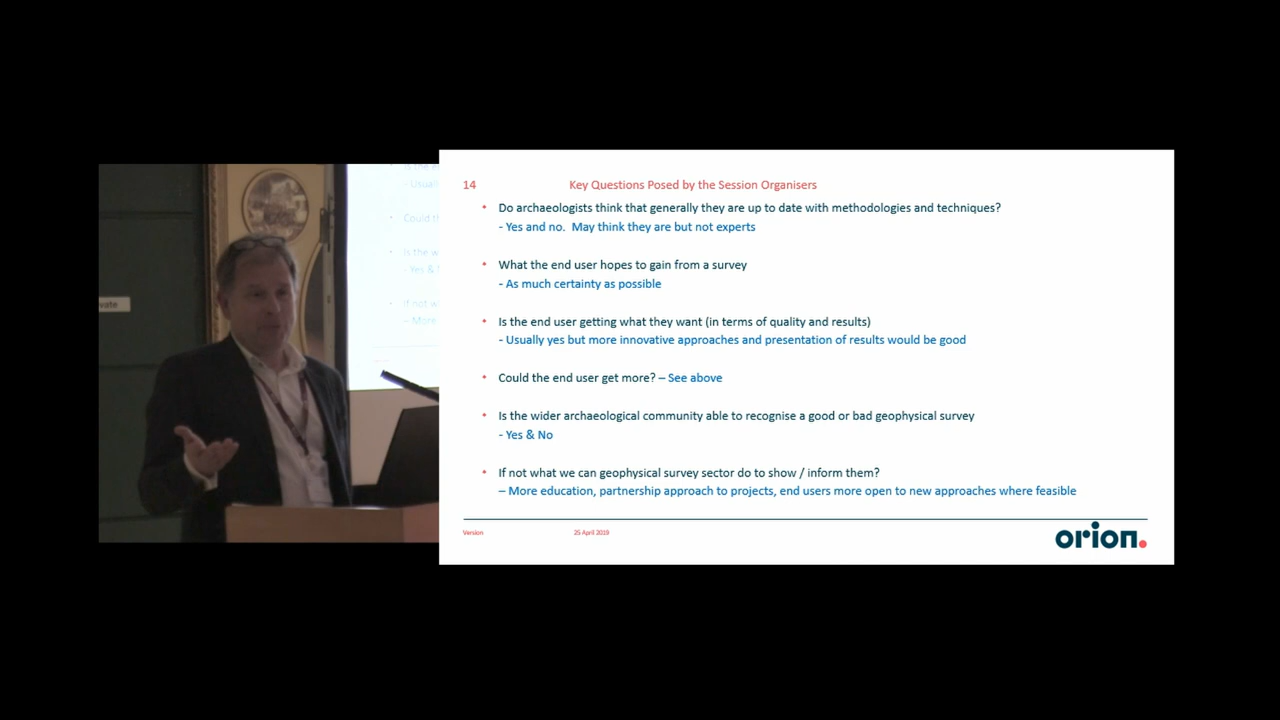 14 Key Questions Posed by the Session Organisers
• Do archaeologists think that generally they are up to date with methodologies and techniques?
- Yes and no. May think they are but not experts
• What the end user hopes to gain from a survey
- As much certainty as possible
• Is the end user getting what they want (in terms of quality and results)
- Usually yes but more innovative approaches and presentation of results would be good
• Could the end user get more? – See above
• Is the wider archaeological community able to recognise a good or bad geophysical survey
- Yes & No
• If not what we can geophysical survey sector do to show / inform them?
– More education, partnership approach to projects, end users more open to new approaches where feasible
Version 25 April 2019
orion.